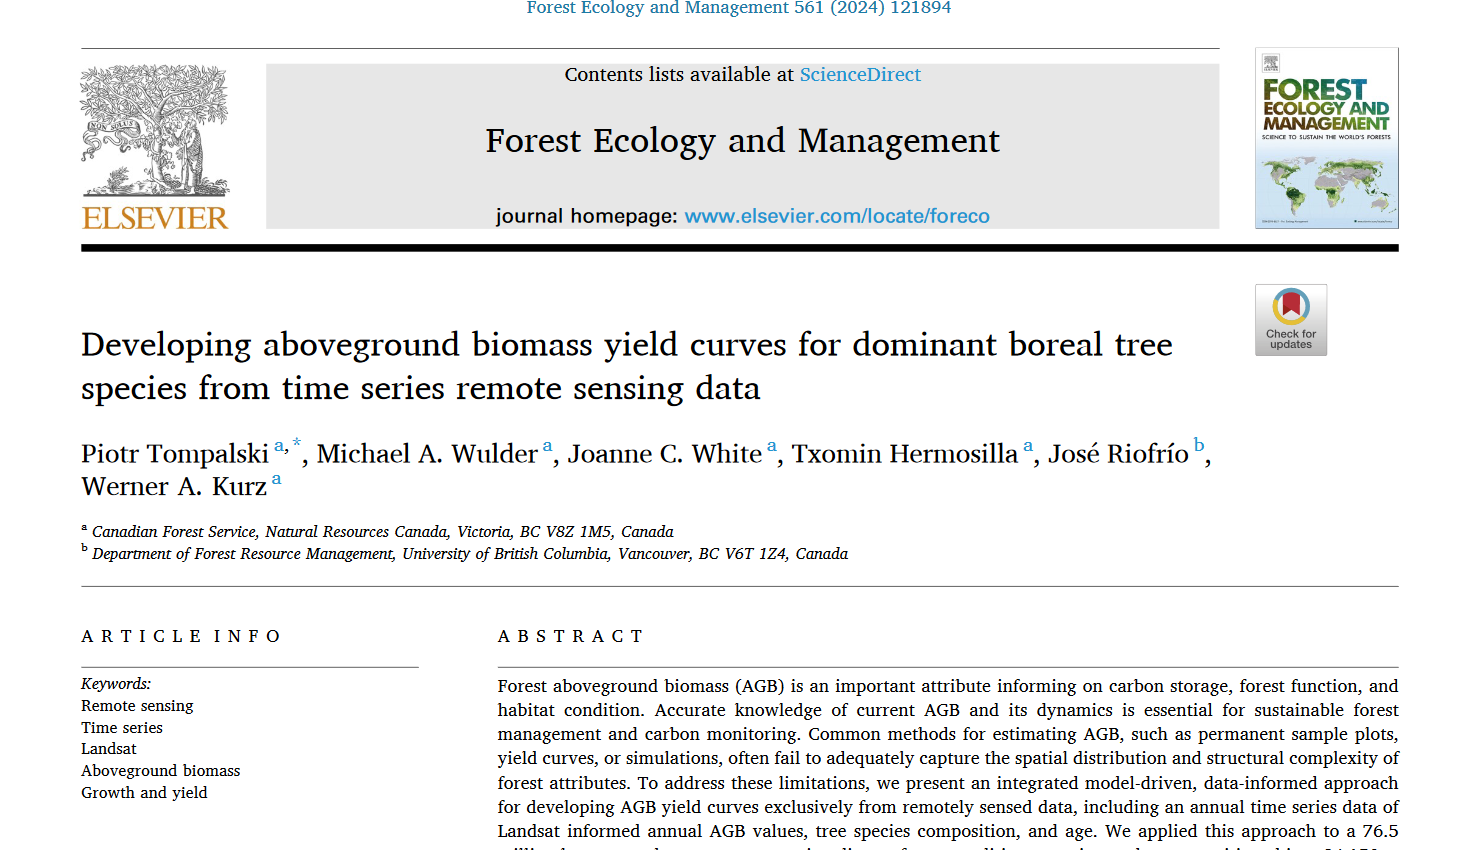 Forest Ecology and Management 561 (2024) 121894
Contents lists available at ScienceDirect
Forest Ecology and Management
journal homepage: www.elsevier.com/locate/foreco
NON SOLUS
ELSEVIER
FOREST
ECOLOGY AND
MANAGEMENT
SCIENCE TO SUSTAIN THE WORLD'S FORESTS
Check for
updates
Developing aboveground biomass yield curves for dominant boreal tree
species from time series remote sensing data
Piotr Tompalski a,*, Michael A. Wulder a, Joanne C. White a, Txomin Hermosilla a, José Riofrío b,
Werner A. Kurz a
a Canadian Forest Service, Natural Resources Canada, Victoria, BC V8Z 1M5, Canada
b Department of Forest Resource Management, University of British Columbia, Vancouver, BC V6T 1Z4, Canada
ARTICLE INFO
Keywords:
Remote sensing
Time series
Landsat
Aboveground biomass
Growth and yield
ABSTRACT
Forest aboveground biomass (AGB) is an important attribute informing on carbon storage, forest function, and
habitat condition. Accurate knowledge of current AGB and its dynamics is essential for sustainable forest
management and carbon monitoring. Common methods for estimating AGB, such as permanent sample plots,
yield curves, or simulations, often fail to adequately capture the spatial distribution and structural complexity of
forest attributes. To address these limitations, we present an integrated model-driven, data-informed approach
for developing AGB yield curves exclusively from remotely sensed data, including an annual time series data of
Landsat informed annual AGB values, tree species composition, and age. We applied this approach to a 76.5